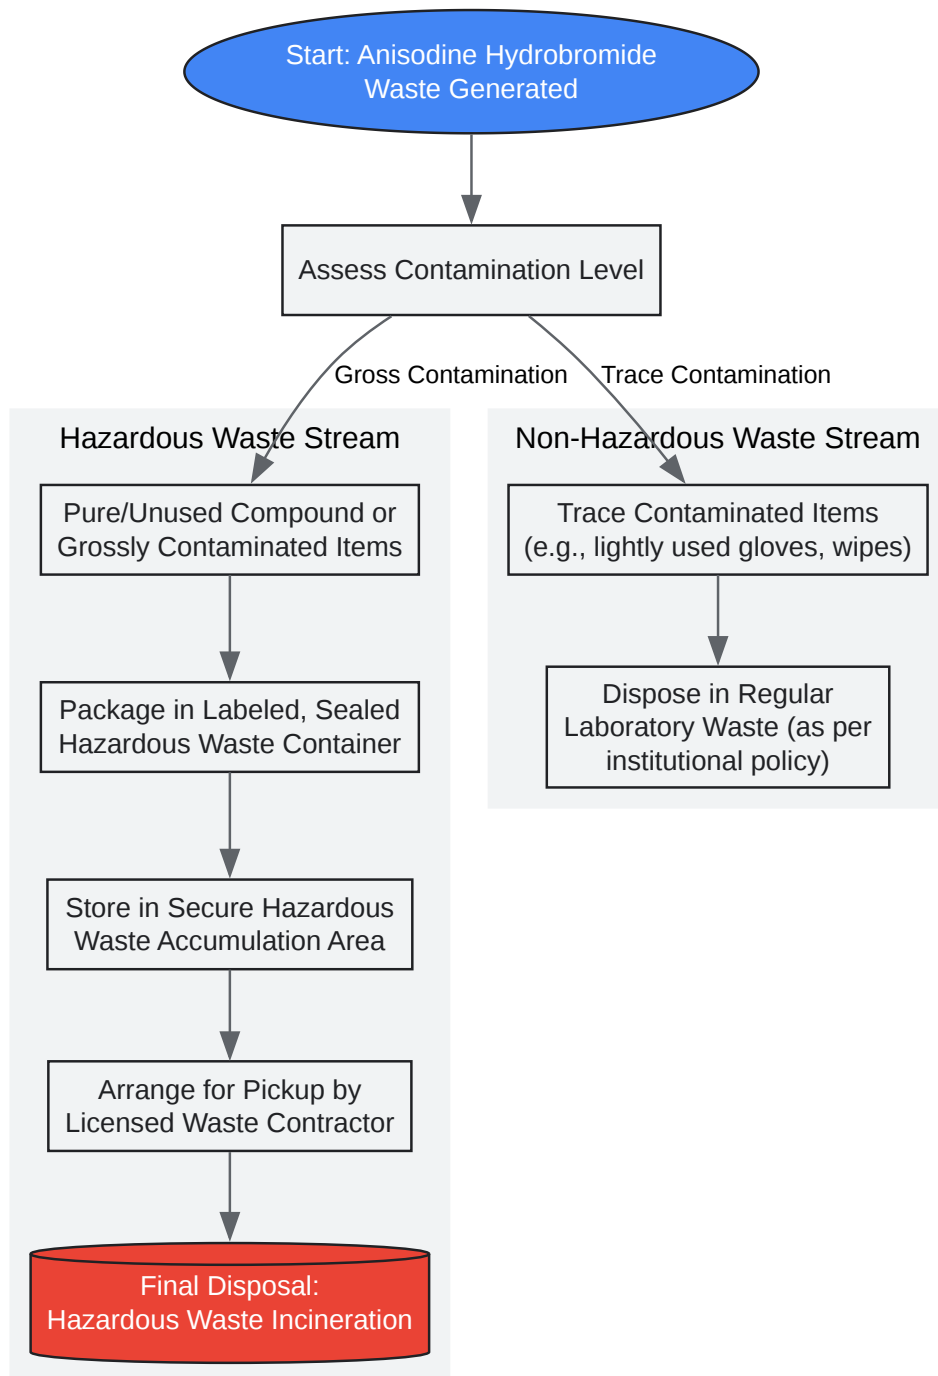 Start: Anisodine Hydrobromide
Waste Generated
Assess Contamination Level
Gross Contamination
Trace Contamination
Hazardous Waste Stream
Pure/Unused Compound or
Grossly Contaminated Items
Package in Labeled, Sealed
Hazardous Waste Container
Store in Secure Hazardous
Waste Accumulation Area
Arrange for Pickup by
Licensed Waste Contractor
Final Disposal:
Hazardous Waste Incineration
Non-Hazardous Waste Stream
Trace Contaminated Items
(e.g., lightly used gloves, wipes)
Dispose in Regular
Laboratory Waste (as per
institutional policy)